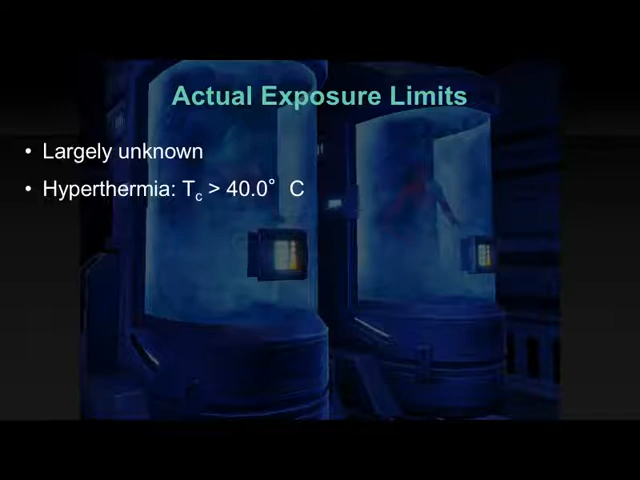 Actual Exposure Limits
• Largely unknown
• Hyperthermia: Tc > 40.0° C